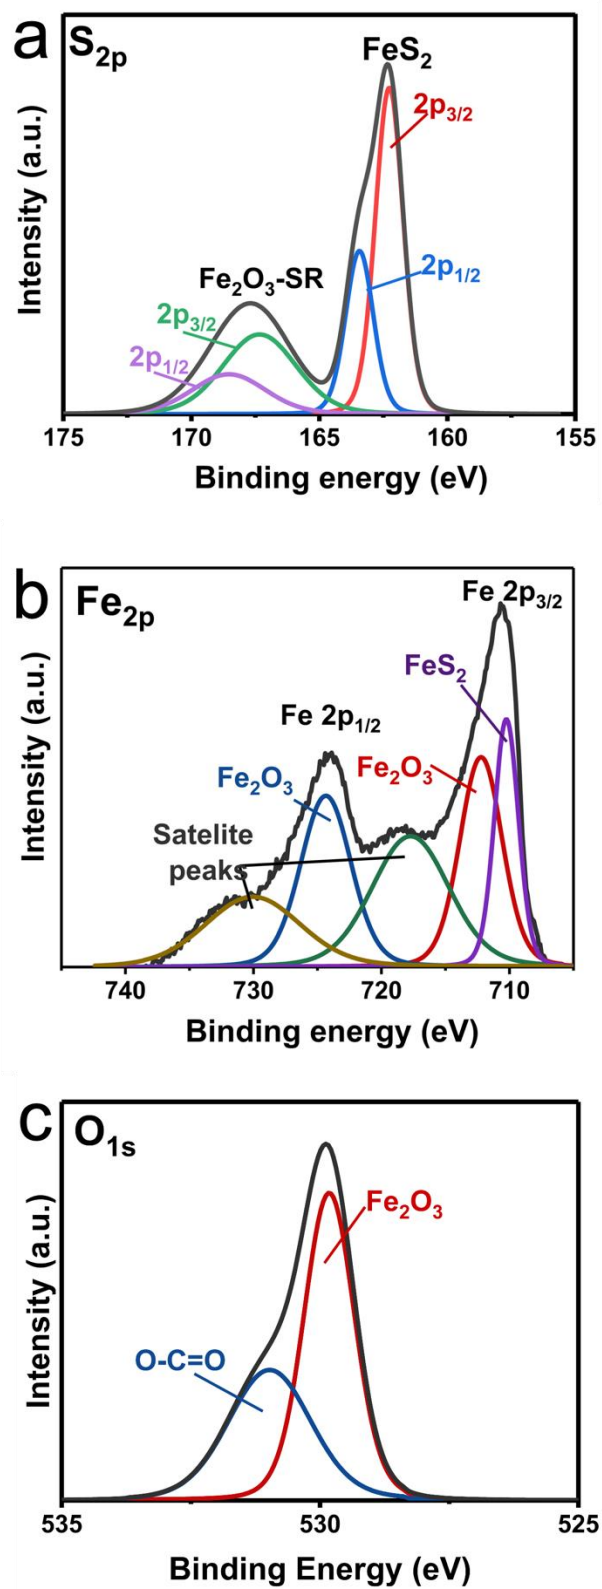 a
S2p
FeS2
2p3/2
2p1/2
Fe2O3-SR
2p3/2
2p1/2
Intensity (a.u.)
175 170 165 160 155
Binding energy (eV)
b
Fe2p
Fe 2p3/2
FeS2
Fe 2p1/2
Fe2O3
Fe2O3
Satelite
peaks
Intensity (a.u.)
740 730 720 710
Binding energy (eV)
c
O1s
Fe2O3
O-C=O
Intensity (a.u.)
535 530 525
Binding Energy (eV)